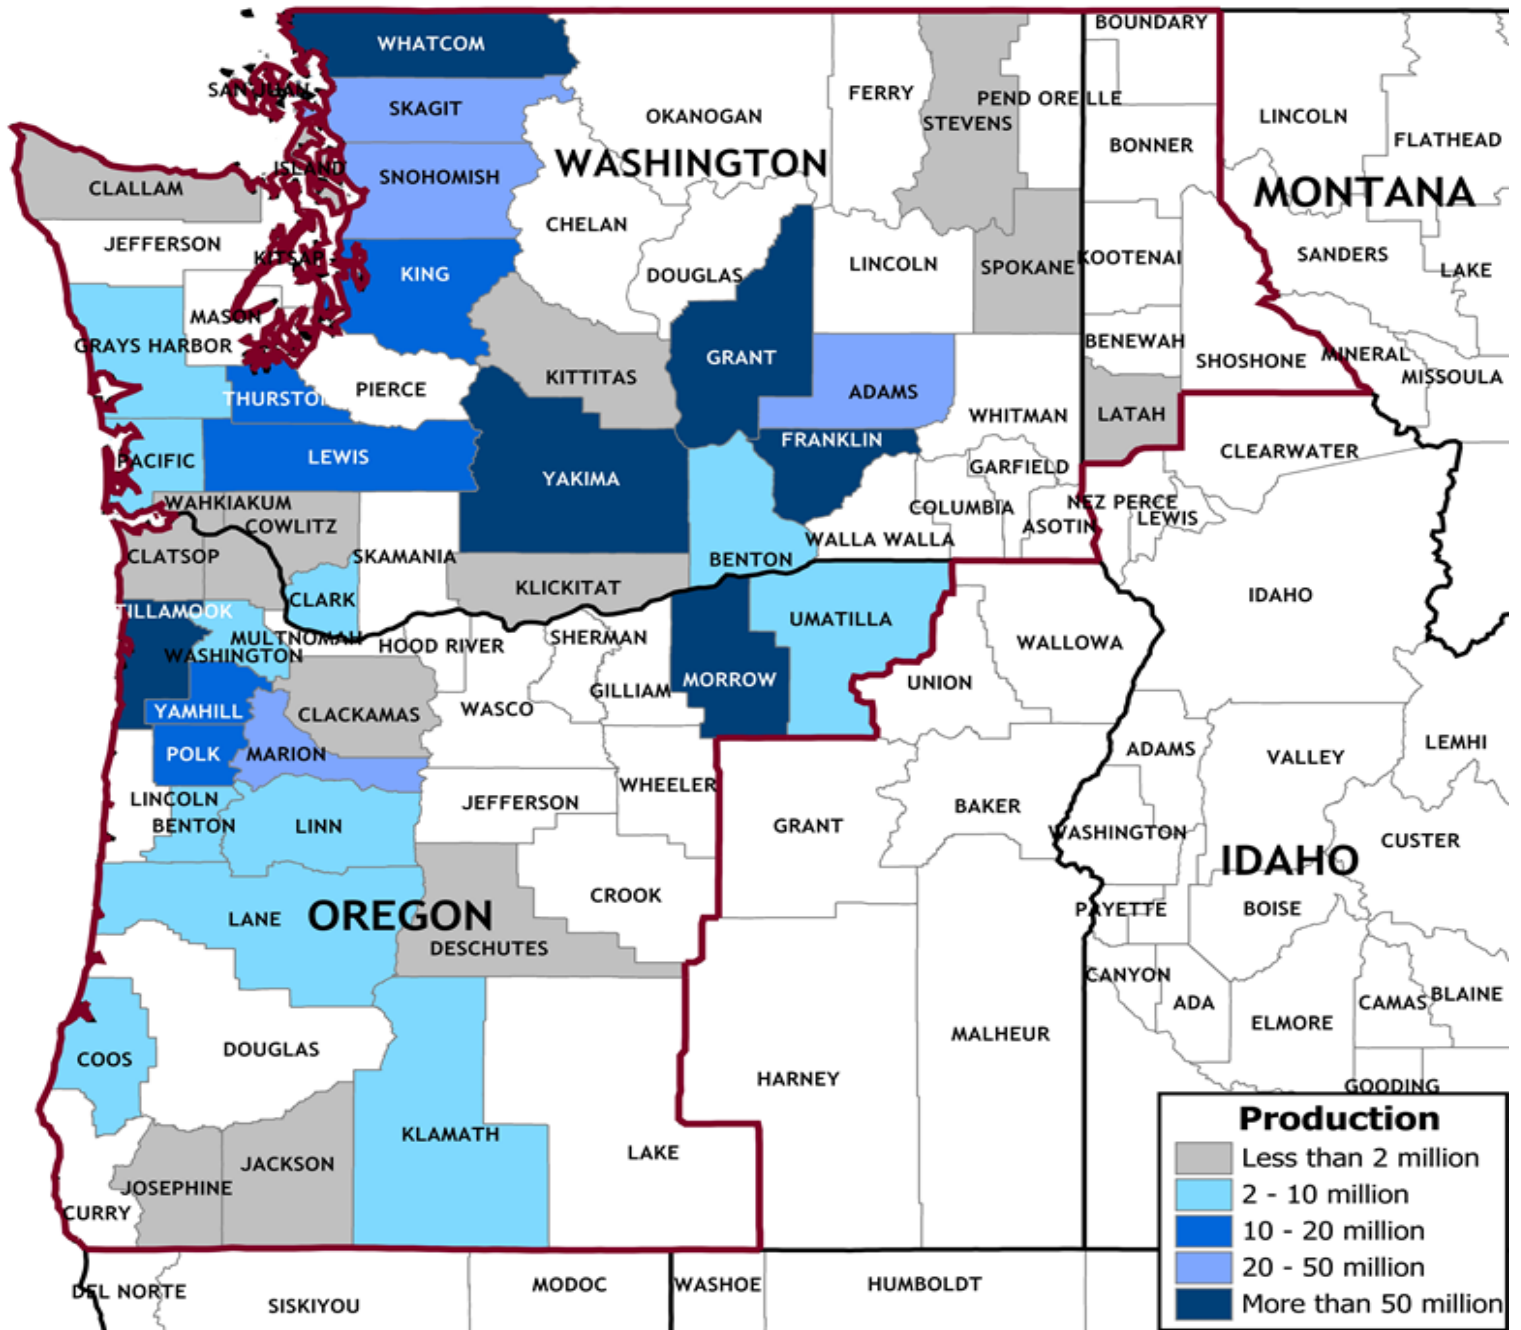 BOUNDARY
WHATCOM
SAN JUAN
SKAGIT
OKANOGAN
FERRY
PEND OREILLE
STEVENS
LINCOLN
FLATHEAD
BONNER
WASHINGTON
ISLAND
CLALLAM
SNOHOMISH
MONTANA
CHELAN
JEFFERSON
KITSAP
KING
DOUGLAS
LINCOLN
SPOKANE
KOOTENAI
SANDERS
LAKE
MASON
GRAYS HARBOR
GRANT
BENEWAH
SHOSHONE
MINERAL
MISSOULA
KITTITAS
PIERCE
THURSTON
ADAMS
WHITMAN
LATAH
FRANKLIN
CLEARWATER
PACIFIC
LEWIS
YAKIMA
GARFIELD
WAHKIAKUM
COWLITZ
COLUMBIA
NEZ PERCE
LEWIS
ASOTIN
WALLA WALLA
CLATSOP
SKAMANIA
BENTON
KLICKITAT
CLARK
IDAHO
TILLAMOOK
MULTNOMAH
WASHINGTON
HOOD RIVER
SHERMAN
UMATILLA
WALLOWA
GILLIAM
MORROW
UNION
WASCO
YAMHILL
CLACKAMAS
POLK
MARION
ADAMS
VALLEY
LEMHI
WHEELER
LINCOLN
JEFFERSON
BAKER
BENTON
LINN
GRANT
WASHINGTON
CUSTER
IDAHO
CROOK
LANE
OREGON
PAYETTE
BOISE
DESCHUTES
CANYON
ADA
CAMAS
BLAINE
ELMORE
MALHEUR
DOUGLAS
COOS
HARNEY
GOODING
KLAMATH
LAKE
JACKSON
JOSEPHINE
CURRY
Production
Less than 2 million
2 - 10 million
10 - 20 million
20 - 50 million
More than 50 million
DEL NORTE
SISKIYOU
MODOC
WASHOE
HUMBOLDT